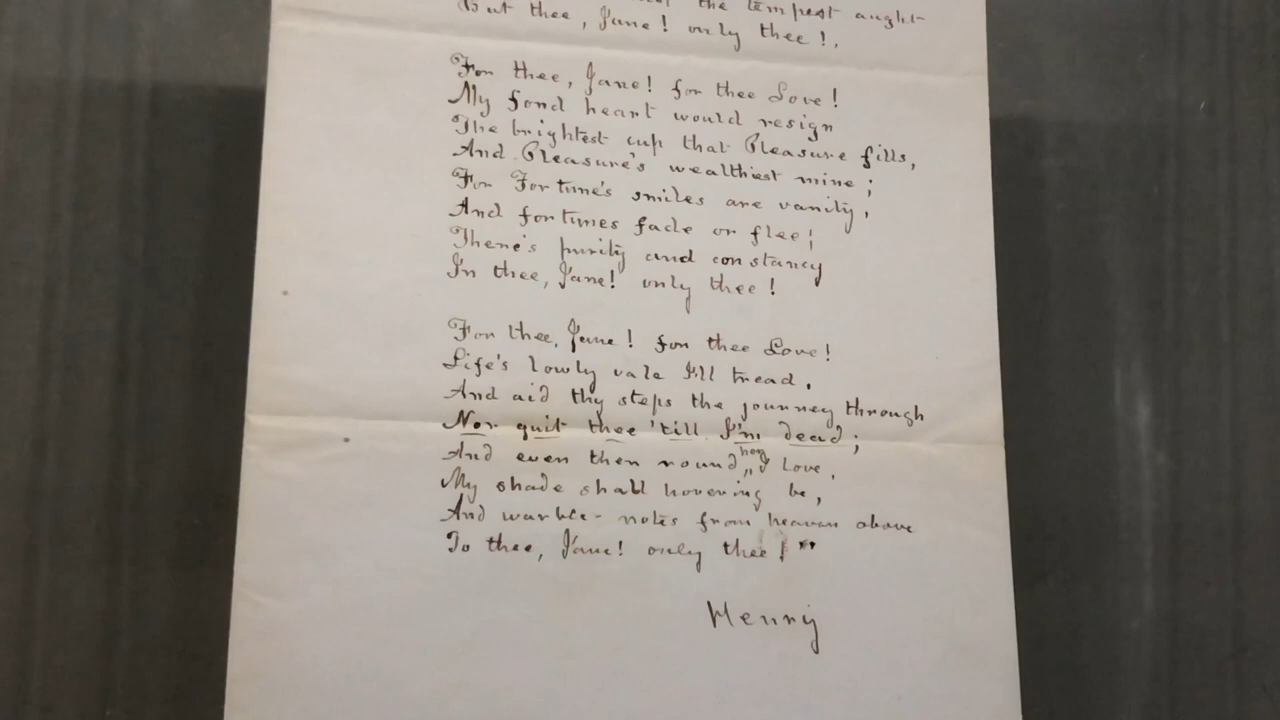 the tempest aught
But thee, Jane! only thee!.
For thee, Jane! for thee Love!
My fond heart would resign
The brightest cup that Pleasure fills,
And Pleasure's wealthiest mine;
For Fortune's smiles are vanity,
And fortunes fade or flee;
There's purity and constancy
In thee, Jane! only thee!
For thee, Jane! for thee Love!
Life's lowly vale I'll tread.
And aid thy steps the journey through
Nor quit thee 'till I'm dead;
And even then round Love,
My shade shall hovering be,
And warble- notes from heaven above
To thee, Jane! only thee!"
Henry